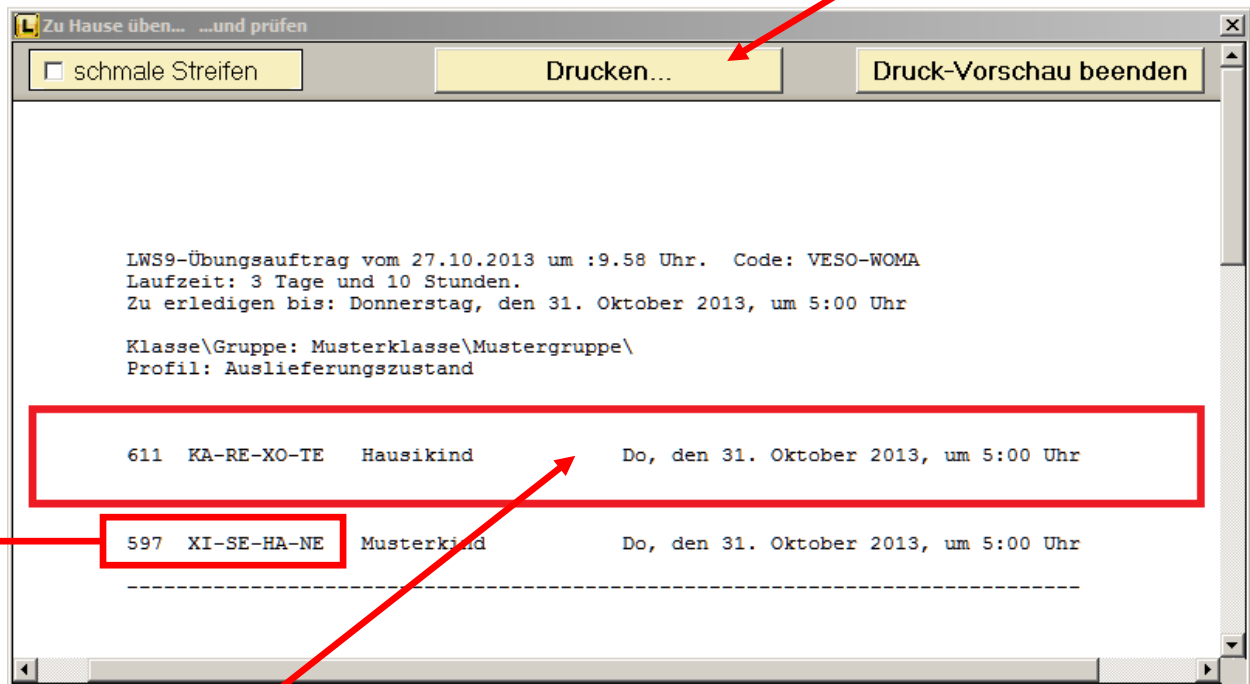 Zu Hause üben... ...und prüfen
schmale Streifen
Drucken...
Druck-Vorschau beenden
LWS9-Übungsauftrag vom 27.10.2013 um :9.58 Uhr. Code: VESO-WOMA
Laufzeit: 3 Tage und 10 Stunden.
Zu erledigen bis: Donnerstag, den 31. Oktober 2013, um 5:00 Uhr
Klasse\Gruppe: Musterklasse\Mustergruppe\
Profil: Auslieferungszustand
611 KA-RE-XO-TE Hausikind Do, den 31. Oktober 2013, um 5:00 Uhr
597 XI-SE-HA-NE Musterkind Do, den 31. Oktober 2013, um 5:00 Uhr